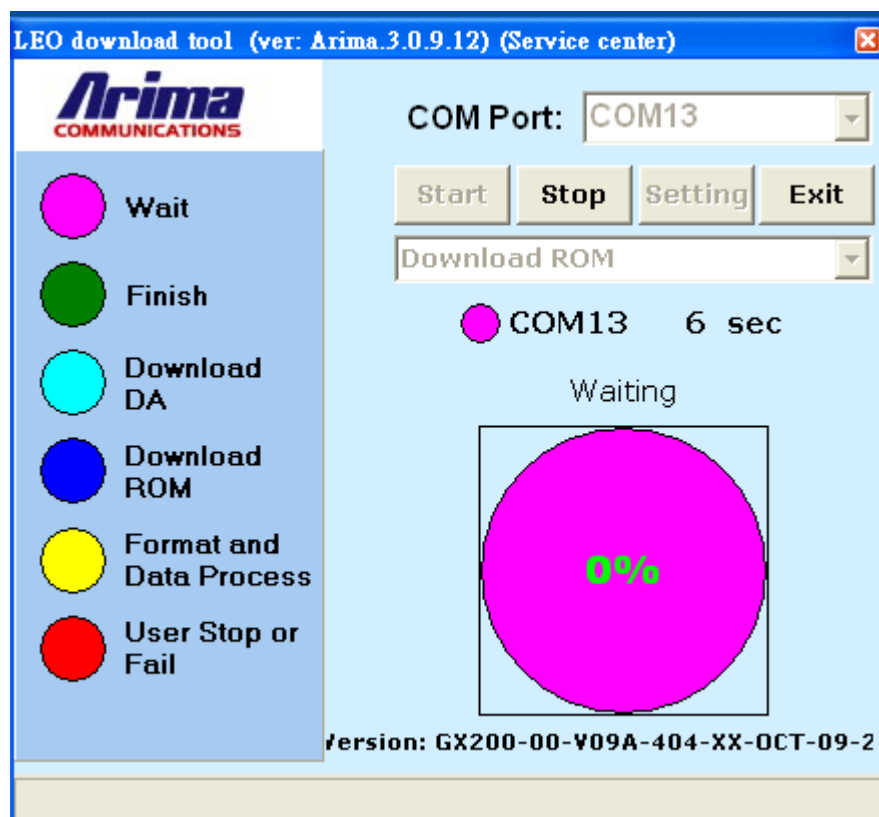 LEO download tool (ver: Arima.3.0.9.12) (Service center)
Arima
COMMUNICATIONS
COM Port: COM13
Start Stop Setting Exit
Download ROM
COM13 6 sec
Waiting
0%
Wait
Finish
Download
DA
Download
ROM
Format and
Data Process
User Stop or
Fail
Version: GX200-00-V09A-404-XX-OCT-09-2